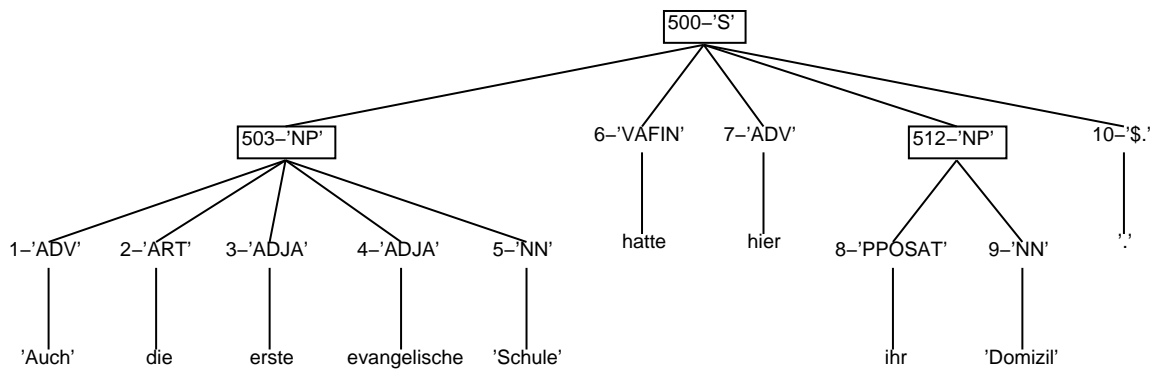 500–’S’
503–’NP’ 6–’VAFIN’ 7–’ADV’ 512–’NP’ 10–’$.’
1–’ADV’ 2–’ART’ 3–’ADJA’ 4–’ADJA’ 5–’NN’ hatte hier 8–’PPOSAT’ 9–’NN’ ’.’
’Auch’ die erste evangelische ’Schule’ ihr ’Domizil’